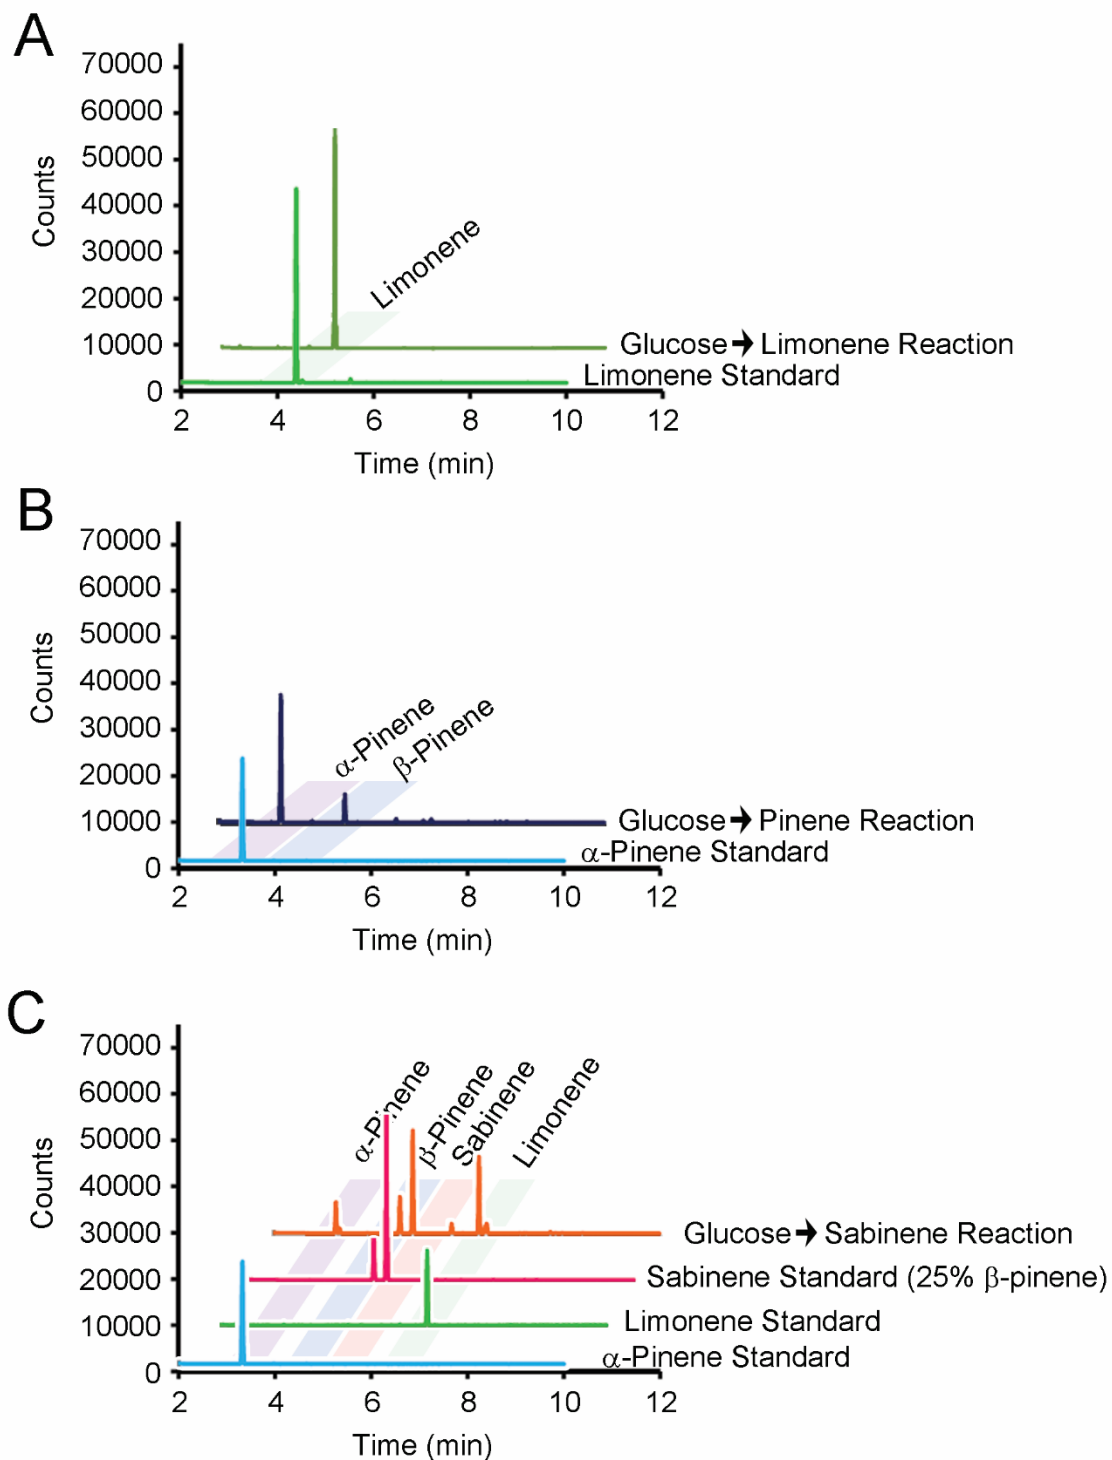 A
70000
60000
50000
40000
30000
20000
10000
0
Counts
Limonene
Glucose → Limonene Reaction
Limonene Standard
2 4 6 8 10 12
Time (min)
B
70000
60000
50000
40000
30000
20000
10000
0
Counts
α-Pinene
β-Pinene
Glucose → Pinene Reaction
α-Pinene Standard
2 4 6 8 10 12
Time (min)
C
70000
60000
50000
40000
30000
20000
10000
0
Counts
α-Pinene
β-Pinene
Sabinene
Limonene
Glucose → Sabinene Reaction
Sabinene Standard (25% β-pinene)
Limonene Standard
α-Pinene Standard
2 4 6 8 10 12
Time (min)